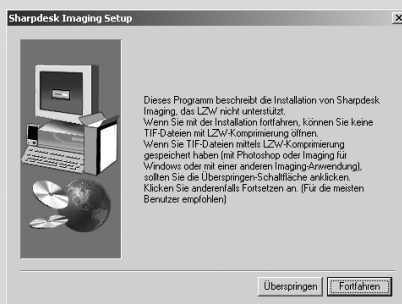 Sharpdesk Imaging Setup
Dieses Programm beschreibt die Installation von Sharpdesk
Imaging, das LZW nicht unterstützt.
Wenn Sie mit der Installation fortfahren, können Sie keine
TIF-Dateien mit LZW-Komprimierung öffnen.
Wenn Sie TIF-Dateien mittels LZW-Komprimierung
gespeichert haben (mit Photoshop oder Imaging für
Windows oder mit einer anderen Imaging-Anwendung),
sollten Sie die Überspringen-Schaltfläche anklicken.
Klicken Sie anderenfalls Fortsetzen an. (Für die meisten
Benutzer empfohlen)
Überspringen
Fortfahren